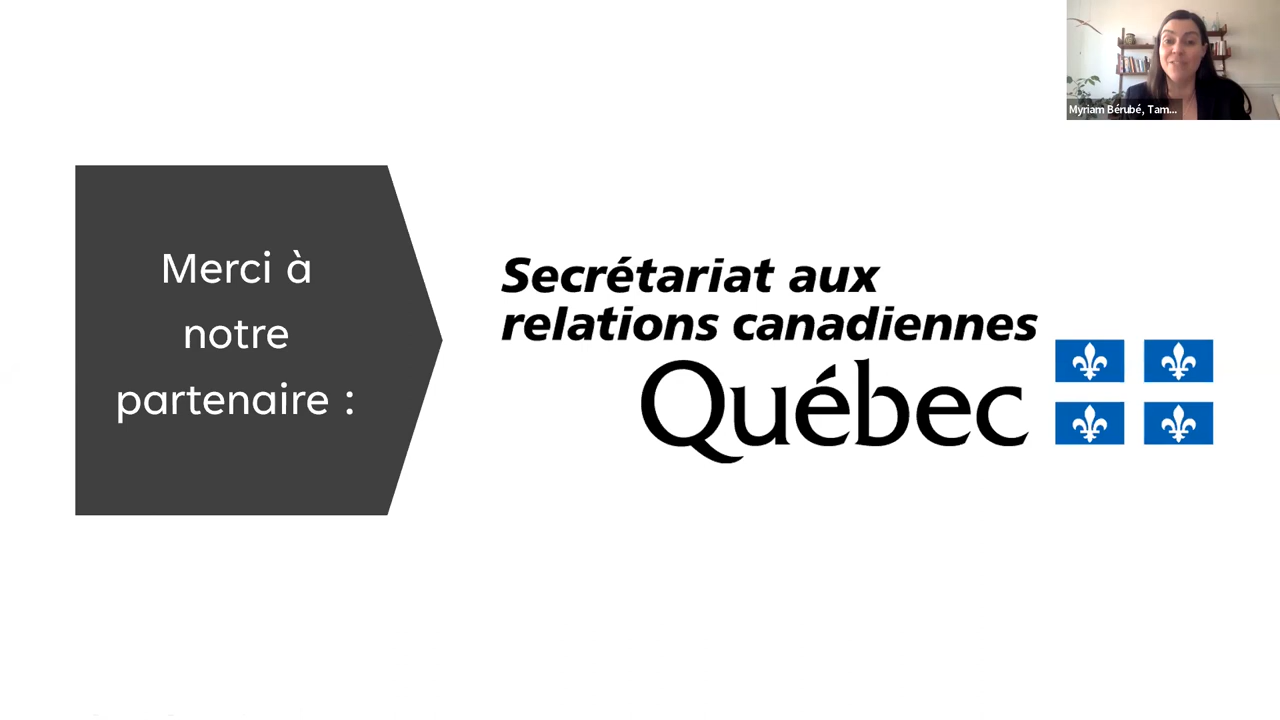 Myriam Bérubé, Tam...
Merci à
notre
partenaire :
Secrétariat aux
relations canadiennes
Québec